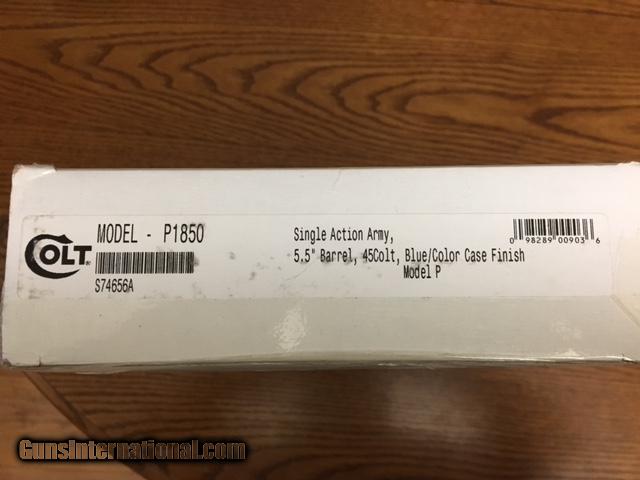 COLT
MODEL - P1850
S74656A
Single Action Army,
5.5" Barrel, 45Colt, Blue/Color Case Finish
Model P
0 98289 00903 6
GunsInternational.com